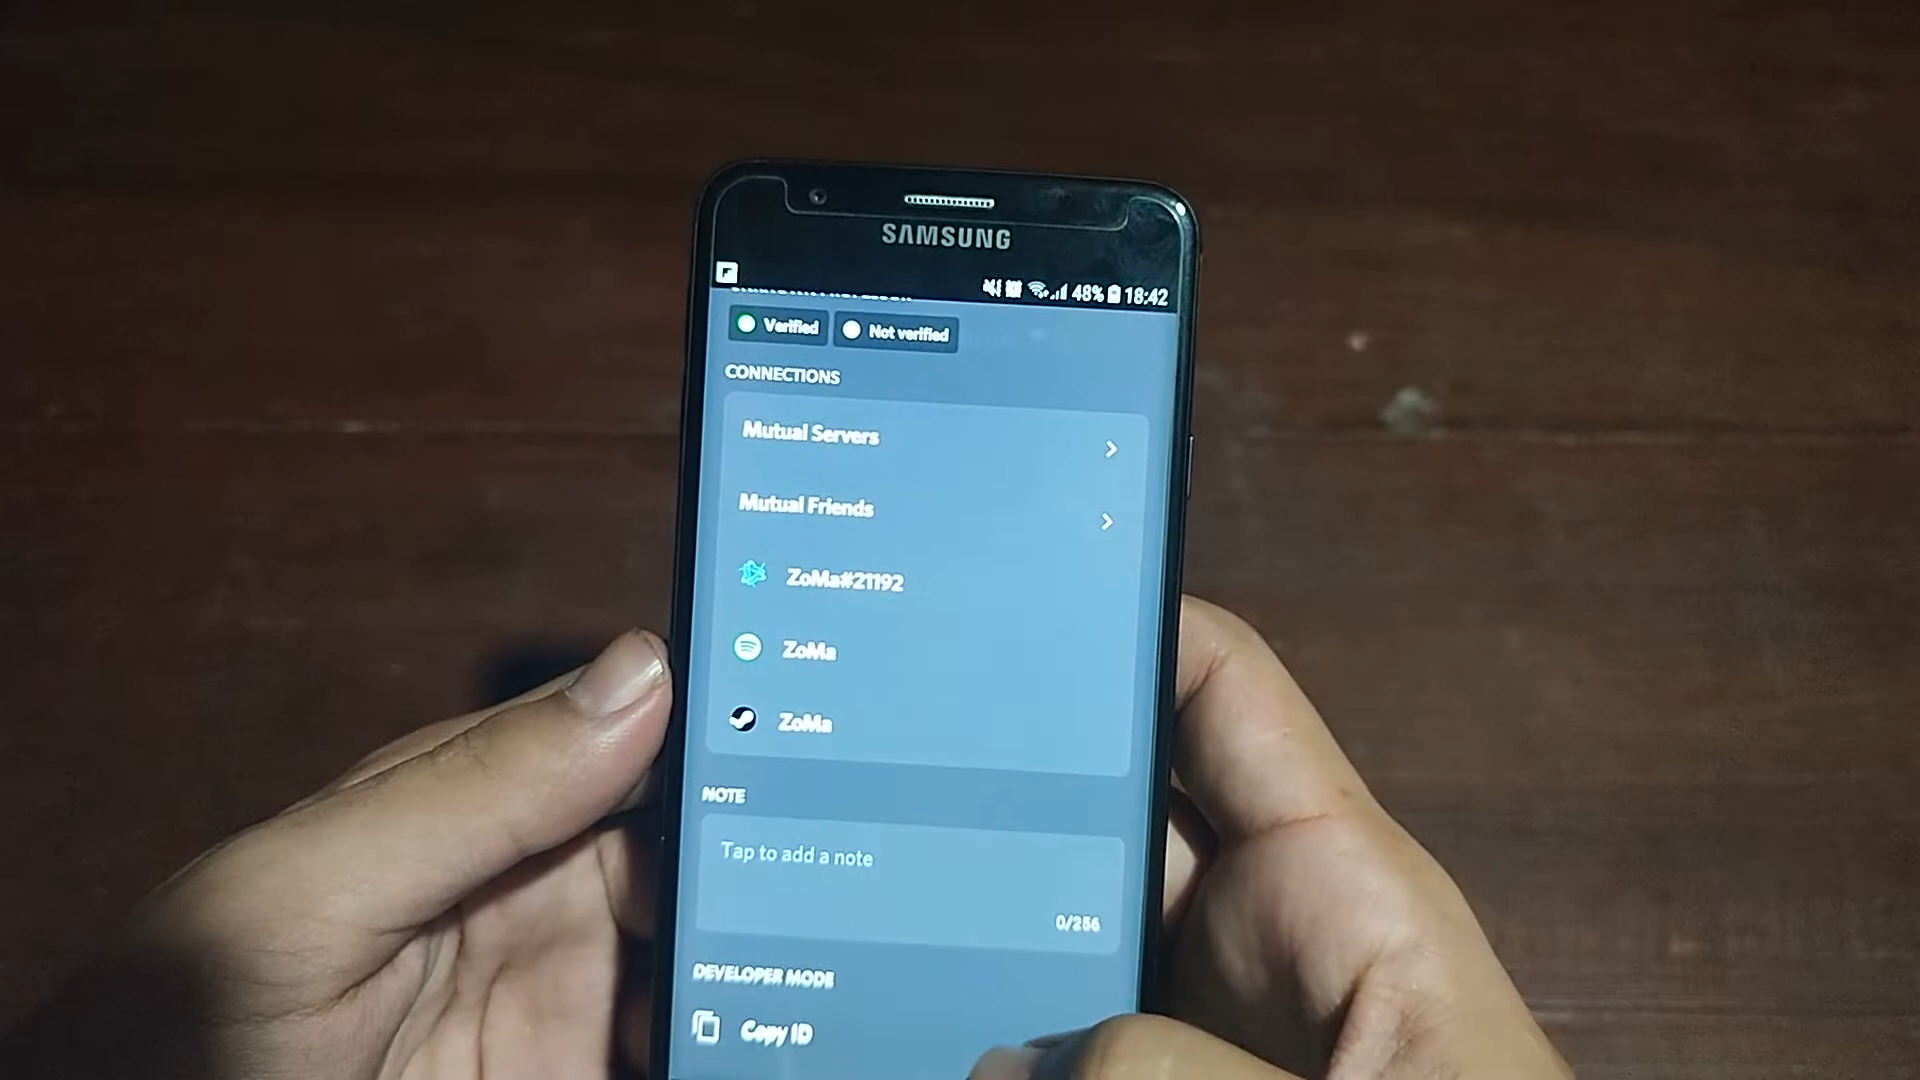 SAMSUNG
48% 18:42
Verified Not verified
CONNECTIONS
Mutual Servers
Mutual Friends
ZoMa#21192
ZoMa
ZoMa
NOTE
Tap to add a note
0/256
DEVELOPER MODE
Copy ID